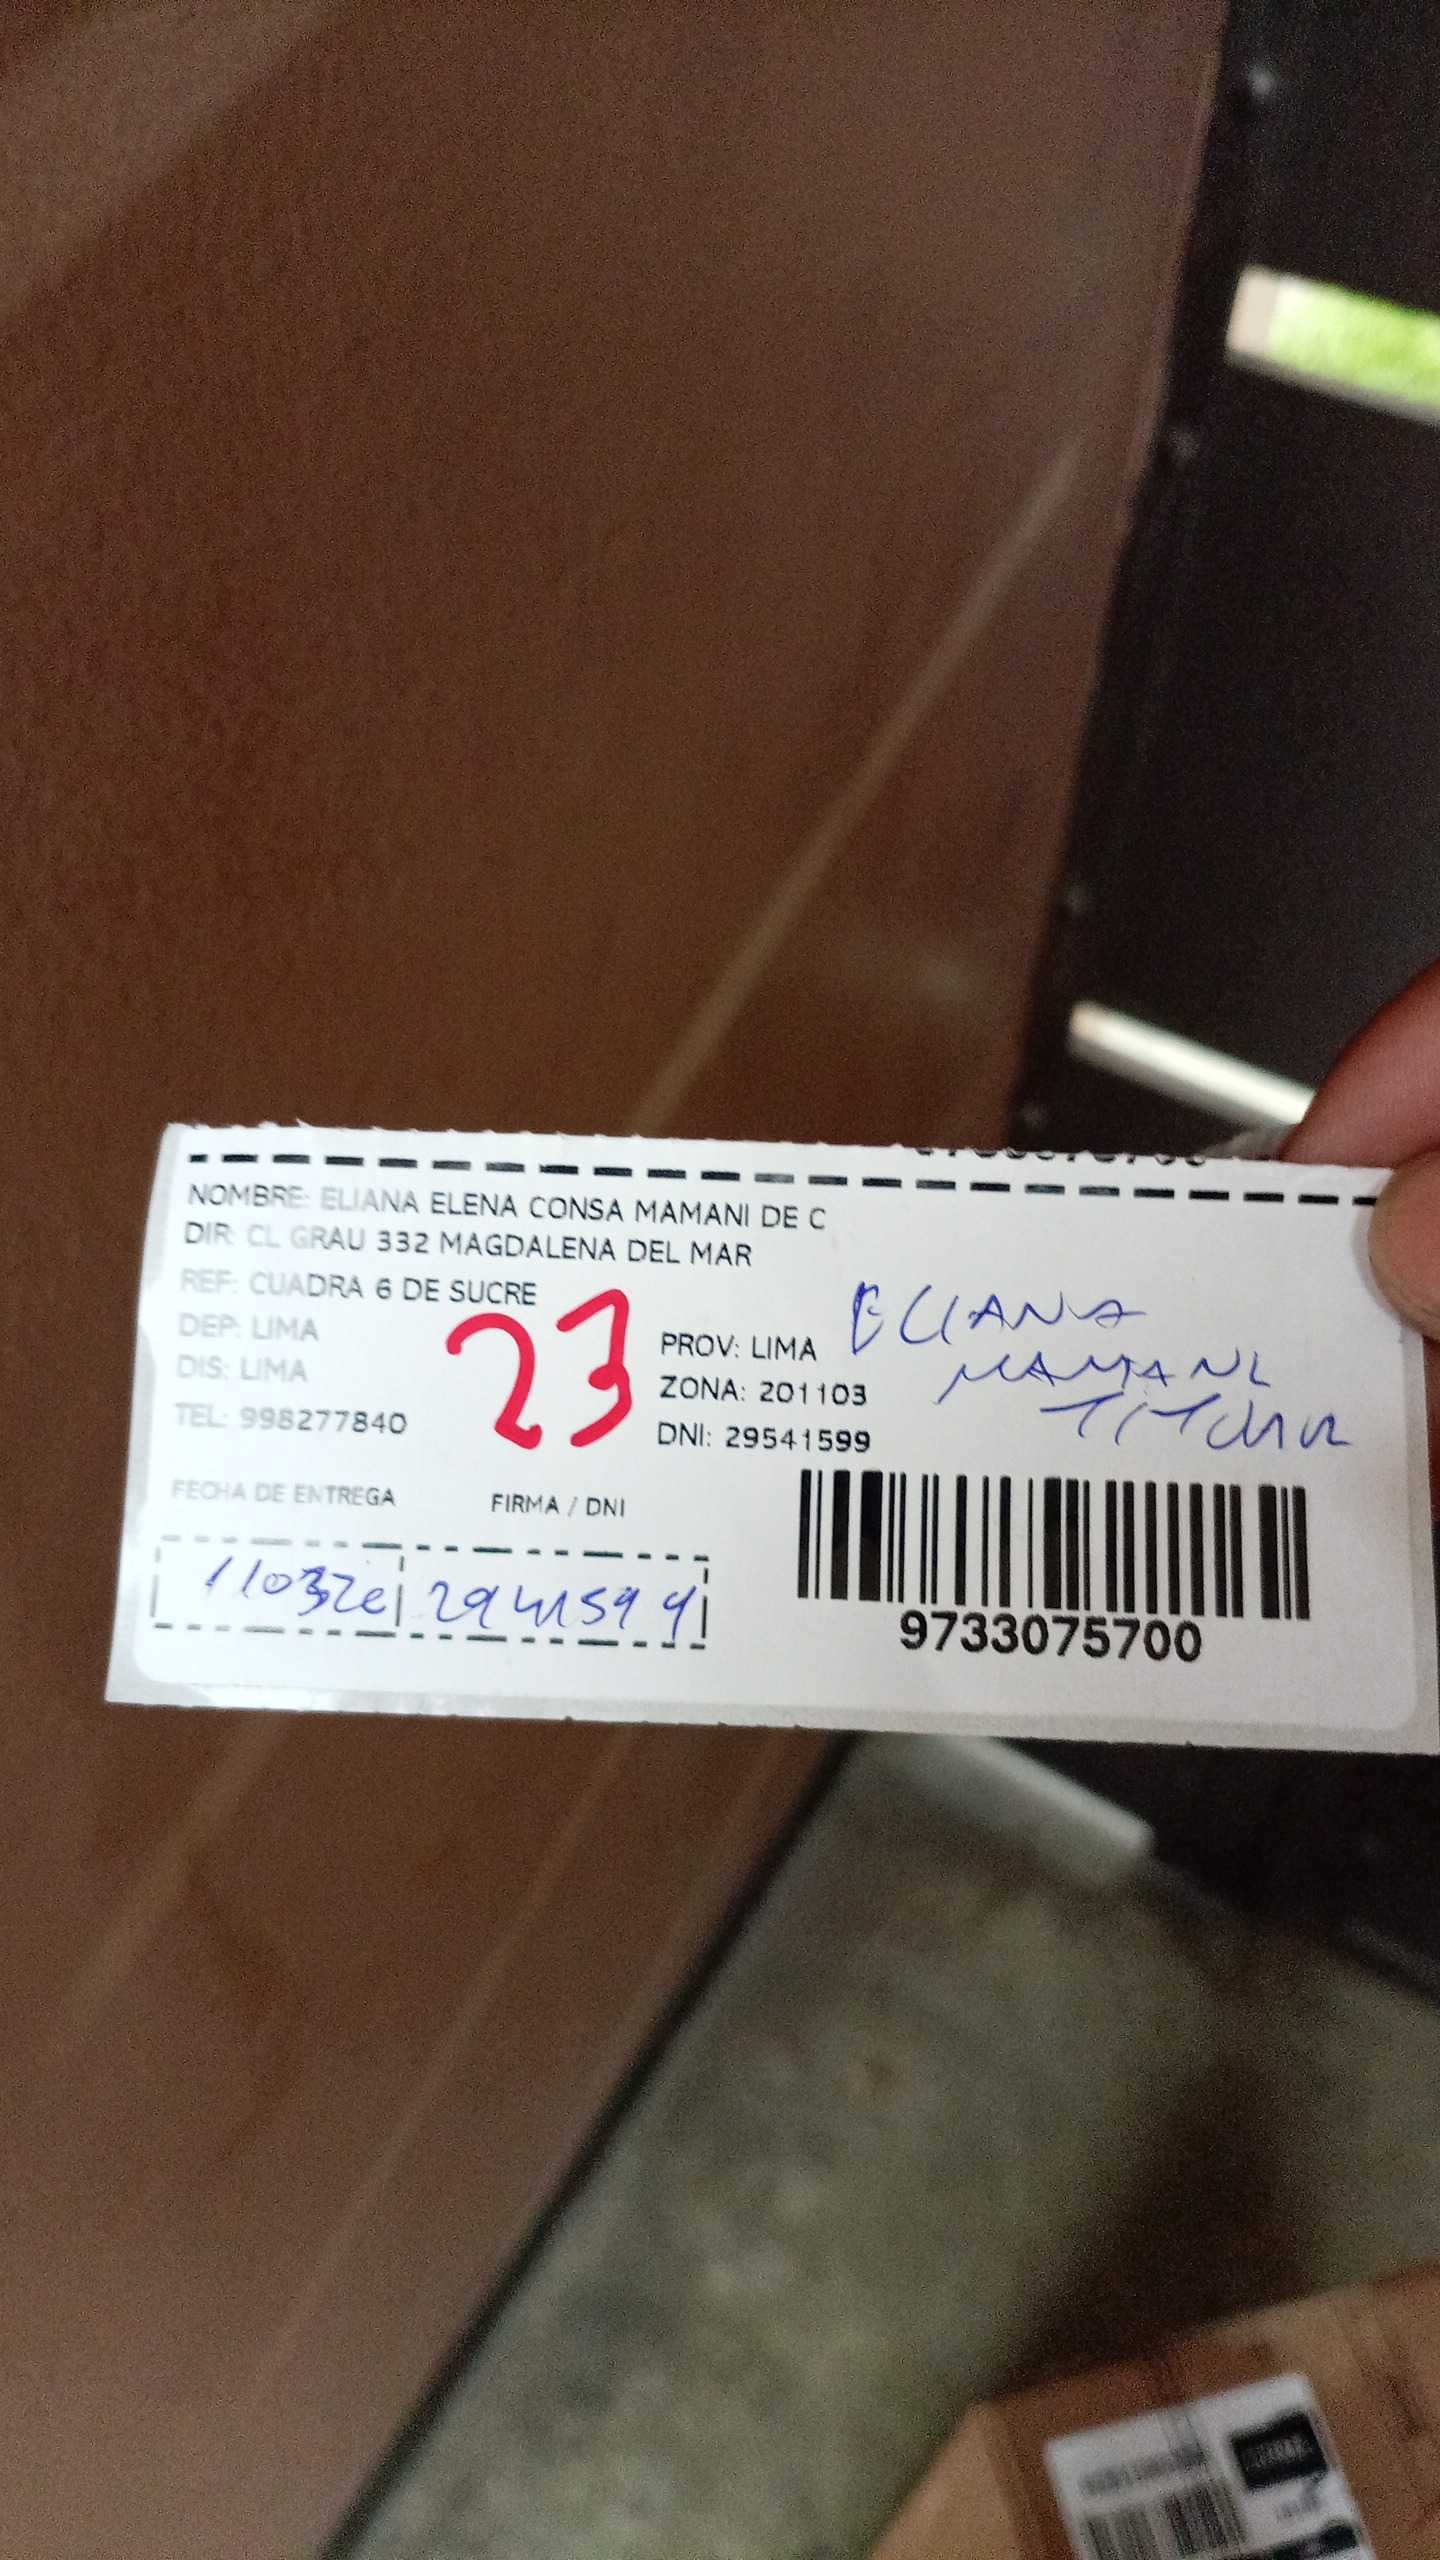 NOMBRE: ELIANA ELENA CONSA MAMANI DE C
DIR: CL GRAU 332 MAGDALENA DEL MAR
REF: CUADRA 6 DE SUCRE
DEP: LIMA
PROV: LIMA
DIS: LIMA
ZONA: 201103
TEL: 998277840
DNI: 29541599
23
ELIANA
MAMANI
FECHA DE ENTREGA
FIRMA / DNI
9733075700